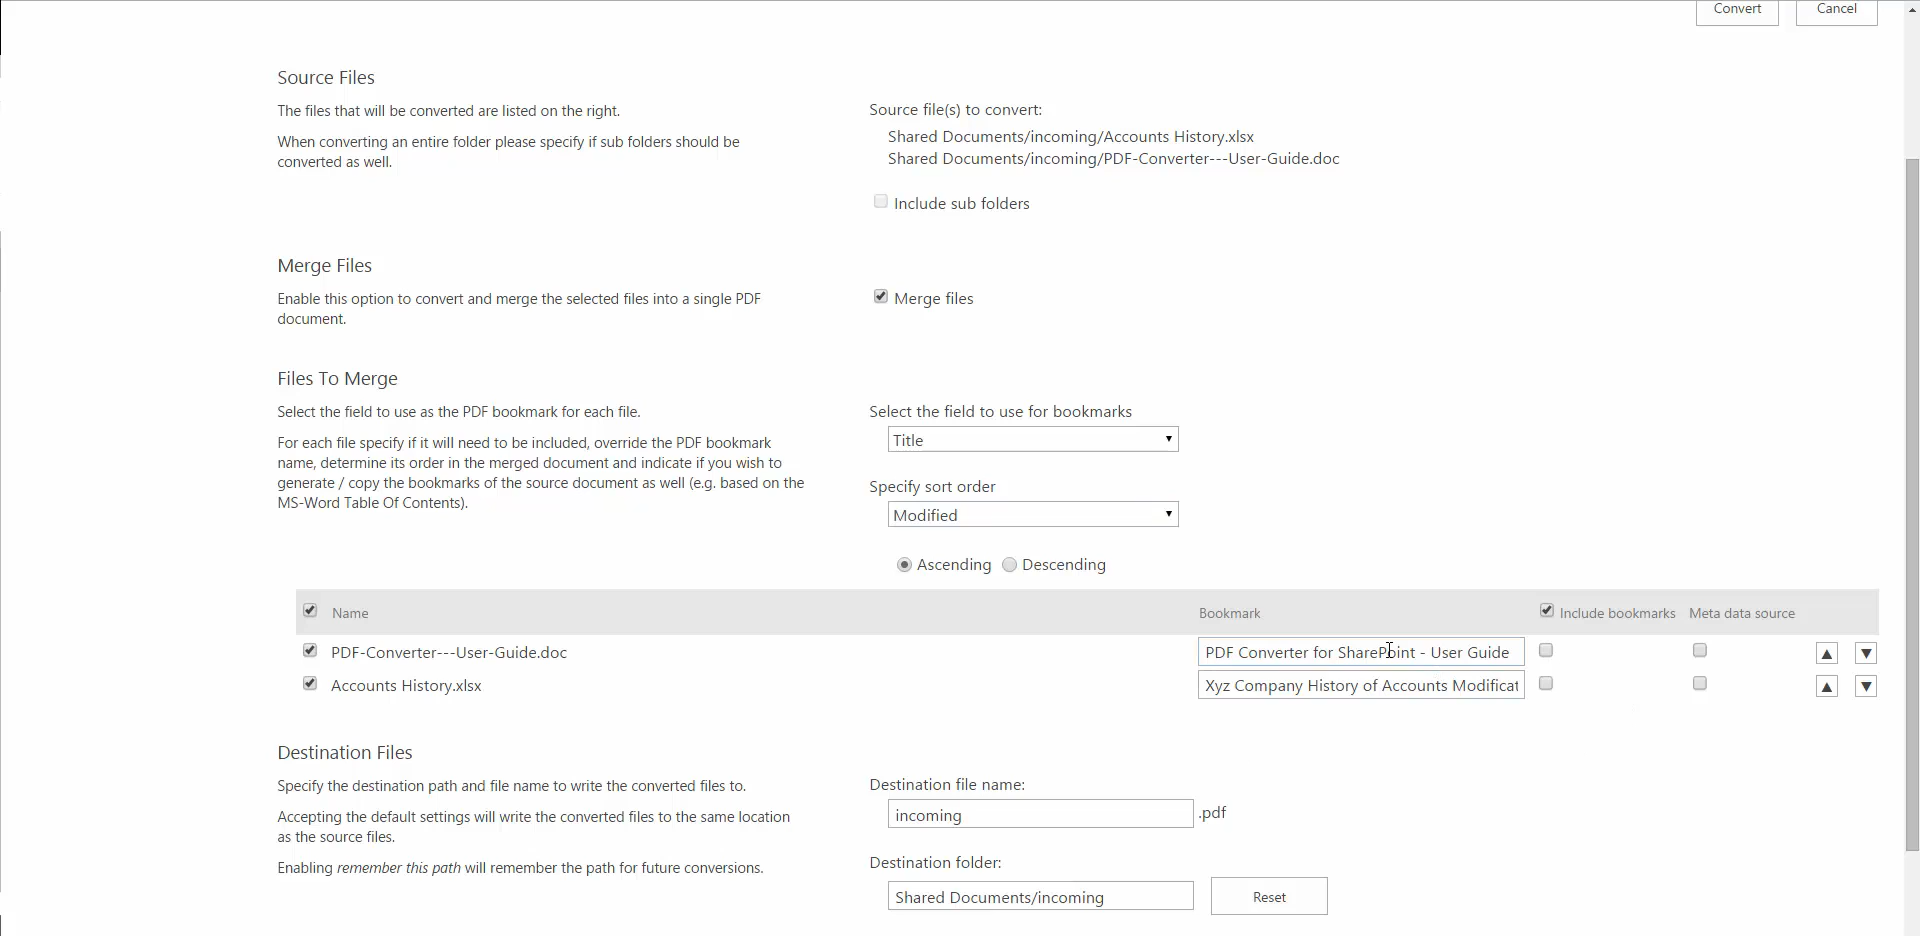 Convert Cancel
Source Files
The files that will be converted are listed on the right.
When converting an entire folder please specify if sub folders should be
converted as well.
Source file(s) to convert:
Shared Documents/incoming/Accounts History.xlsx
Shared Documents/incoming/PDF-Converter---User-Guide.doc
Include sub folders
Merge Files
Enable this option to convert and merge the selected files into a single PDF
document.
Merge files
Files To Merge
Select the field to use as the PDF bookmark for each file.
For each file specify if it will need to be included, override the PDF bookmark
name, determine its order in the merged document and indicate if you wish to
generate / copy the bookmarks of the source document as well (e.g. based on the
MS-Word Table Of Contents).
Select the field to use for bookmarks
Title
Specify sort order
Modified
Ascending Descending
Name Bookmark Include bookmarks Meta data source
PDF-Converter---User-Guide.doc PDF Converter for SharePoint - User Guide
Accounts History.xlsx Xyz Company History of Accounts Modificat
Destination Files
Specify the destination path and file name to write the converted files to.
Accepting the default settings will write the converted files to the same location
as the source files.
Enabling remember this path will remember the path for future conversions.
Destination file name:
incoming .pdf
Destination folder:
Shared Documents/incoming Reset